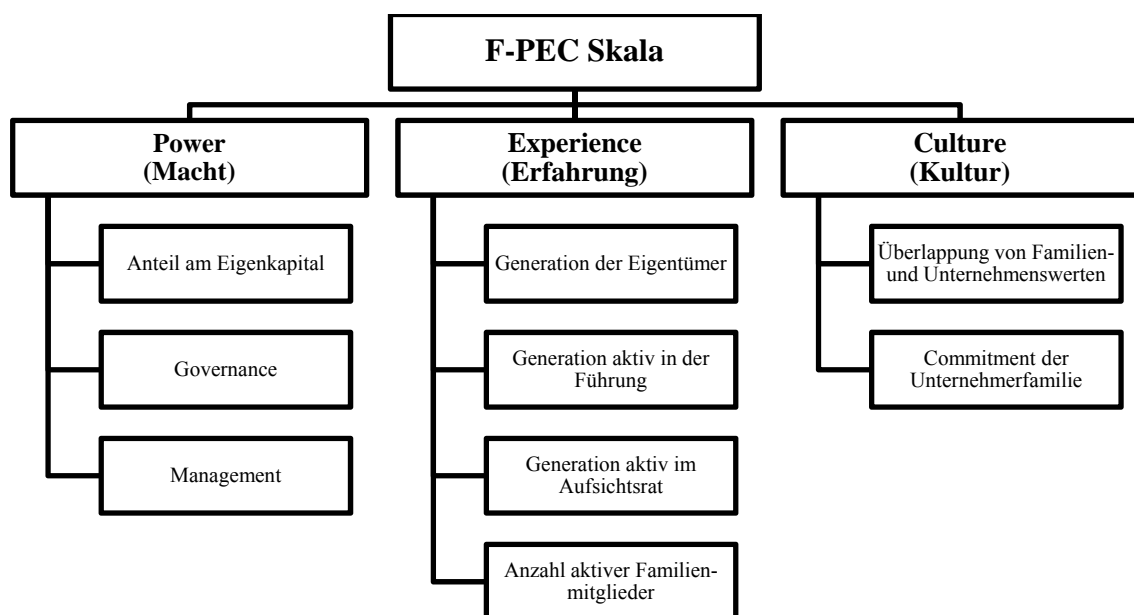 F-PEC Skala
Power
(Macht)
Anteil am Eigenkapital
Governance
Management
Experience
(Erfahrung)
Generation der Eigentümer
Generation aktiv in der
Führung
Generation aktiv im
Aufsichtsrat
Anzahl aktiver Familien-
mitglieder
Culture
(Kultur)
Überlappung von Familien-
und Unternehmenswerten
Commitment der
Unternehmerfamilie